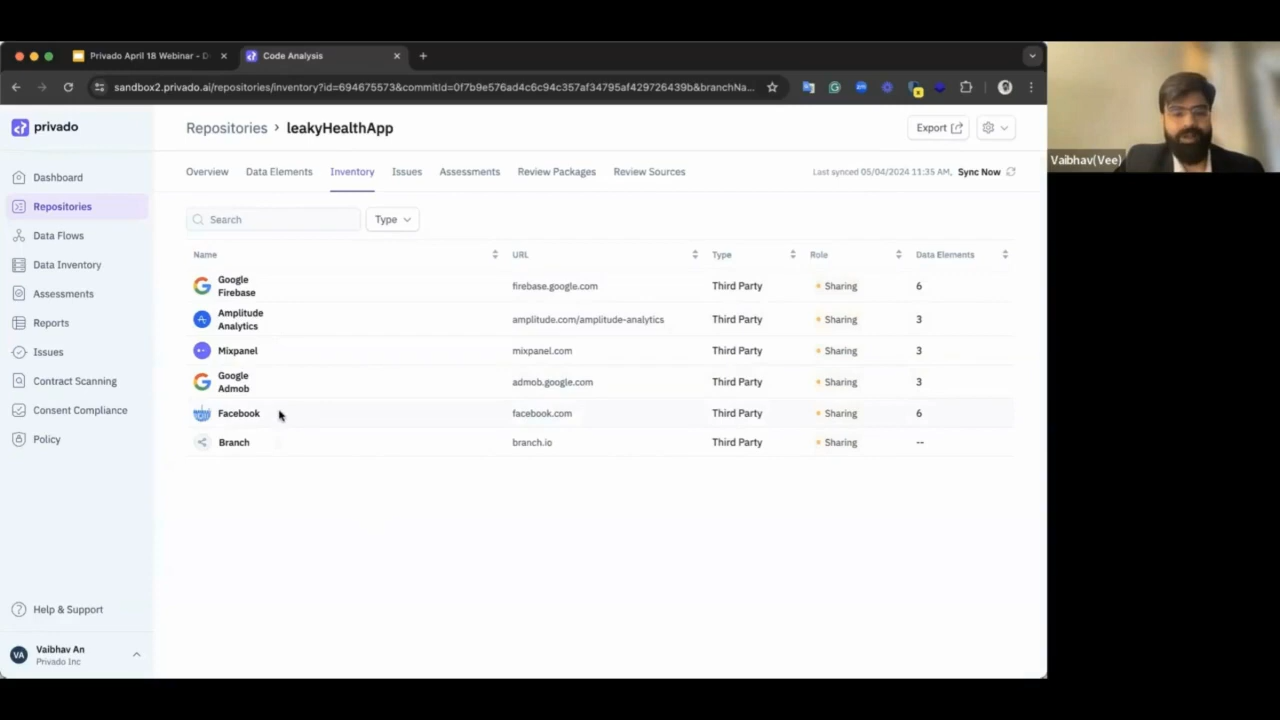 Privado April 18 Webinar - D
Code Analysis
sandbox2.privado.ai/repositories/inventory?id=694675573&commitId=0f7b9e576ad4c6c94c357af34795af429726439b&branchNa...
privado
Repositories > leakyHealthApp
Export
Dashboard
Repositories
Data Flows
Data Inventory
Assessments
Reports
Issues
Contract Scanning
Consent Compliance
Policy
Help & Support
VA
Vaibhav An
Privado Inc
Overview Data Elements Inventory Issues Assessments Review Packages Review Sources
Last synced 05/04/2024 11:35 AM, Sync Now
Search
Type
Name URL Type Role Data Elements
Google Firebase firebase.google.com Third Party Sharing 6
Amplitude Analytics amplitude.com/amplitude-analytics Third Party Sharing 3
Mixpanel mixpanel.com Third Party Sharing 3
Google Admob admob.google.com Third Party Sharing 3
Facebook facebook.com Third Party Sharing 6
Branch branch.io Third Party Sharing --
Vaibhav(Vee)